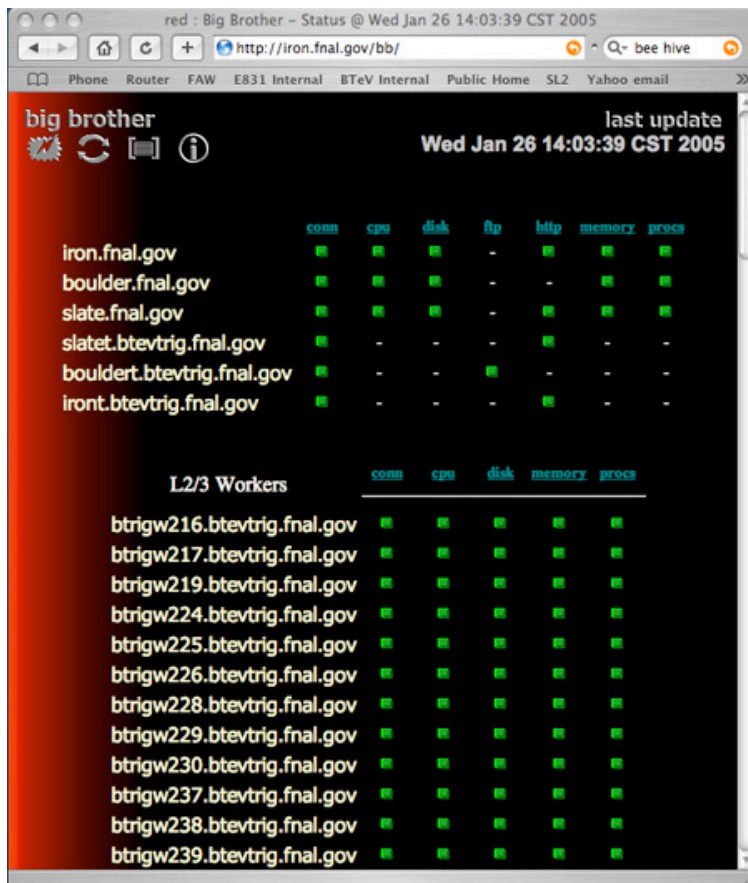 red : Big Brother – Status @ Wed Jan 26 14:03:39 CST 2005
http://iron.fnal.gov/bb/ bee hive
Phone Router FAW E831 Internal BTeV Internal Public Home SL2 Yahoo email »
big brother last update
Wed Jan 26 14:03:39 CST 2005
conn cpu disk ftp http memory procs
iron.fnal.gov -
boulder.fnal.gov - -
slate.fnal.gov -
slatet.btevtrig.fnal.gov - - - - -
bouldert.btevtrig.fnal.gov - - - - -
iront.btevtrig.fnal.gov - - - - -
L2/3 Workers conn cpu disk memory procs
btrigw216.btevtrig.fnal.gov
btrigw217.btevtrig.fnal.gov
btrigw219.btevtrig.fnal.gov
btrigw224.btevtrig.fnal.gov
btrigw225.btevtrig.fnal.gov
btrigw226.btevtrig.fnal.gov
btrigw228.btevtrig.fnal.gov
btrigw229.btevtrig.fnal.gov
btrigw230.btevtrig.fnal.gov
btrigw237.btevtrig.fnal.gov
btrigw238.btevtrig.fnal.gov
btrigw239.btevtrig.fnal.gov